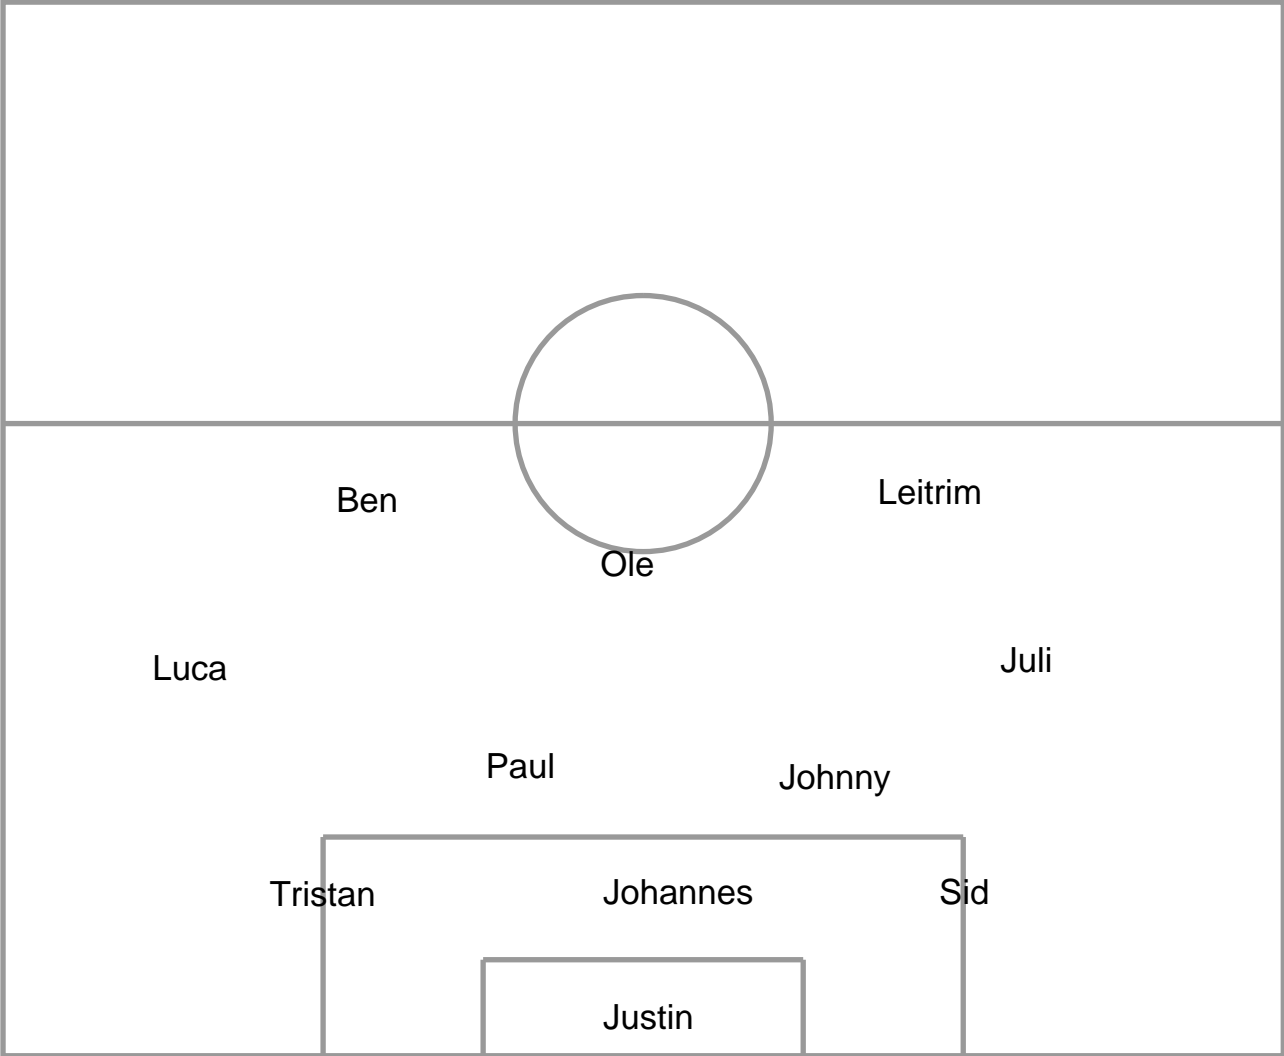 Ben
Leitrim
Ole
Luca
Juli
Paul
Johnny
Tristan
Johannes
Sid
Justin